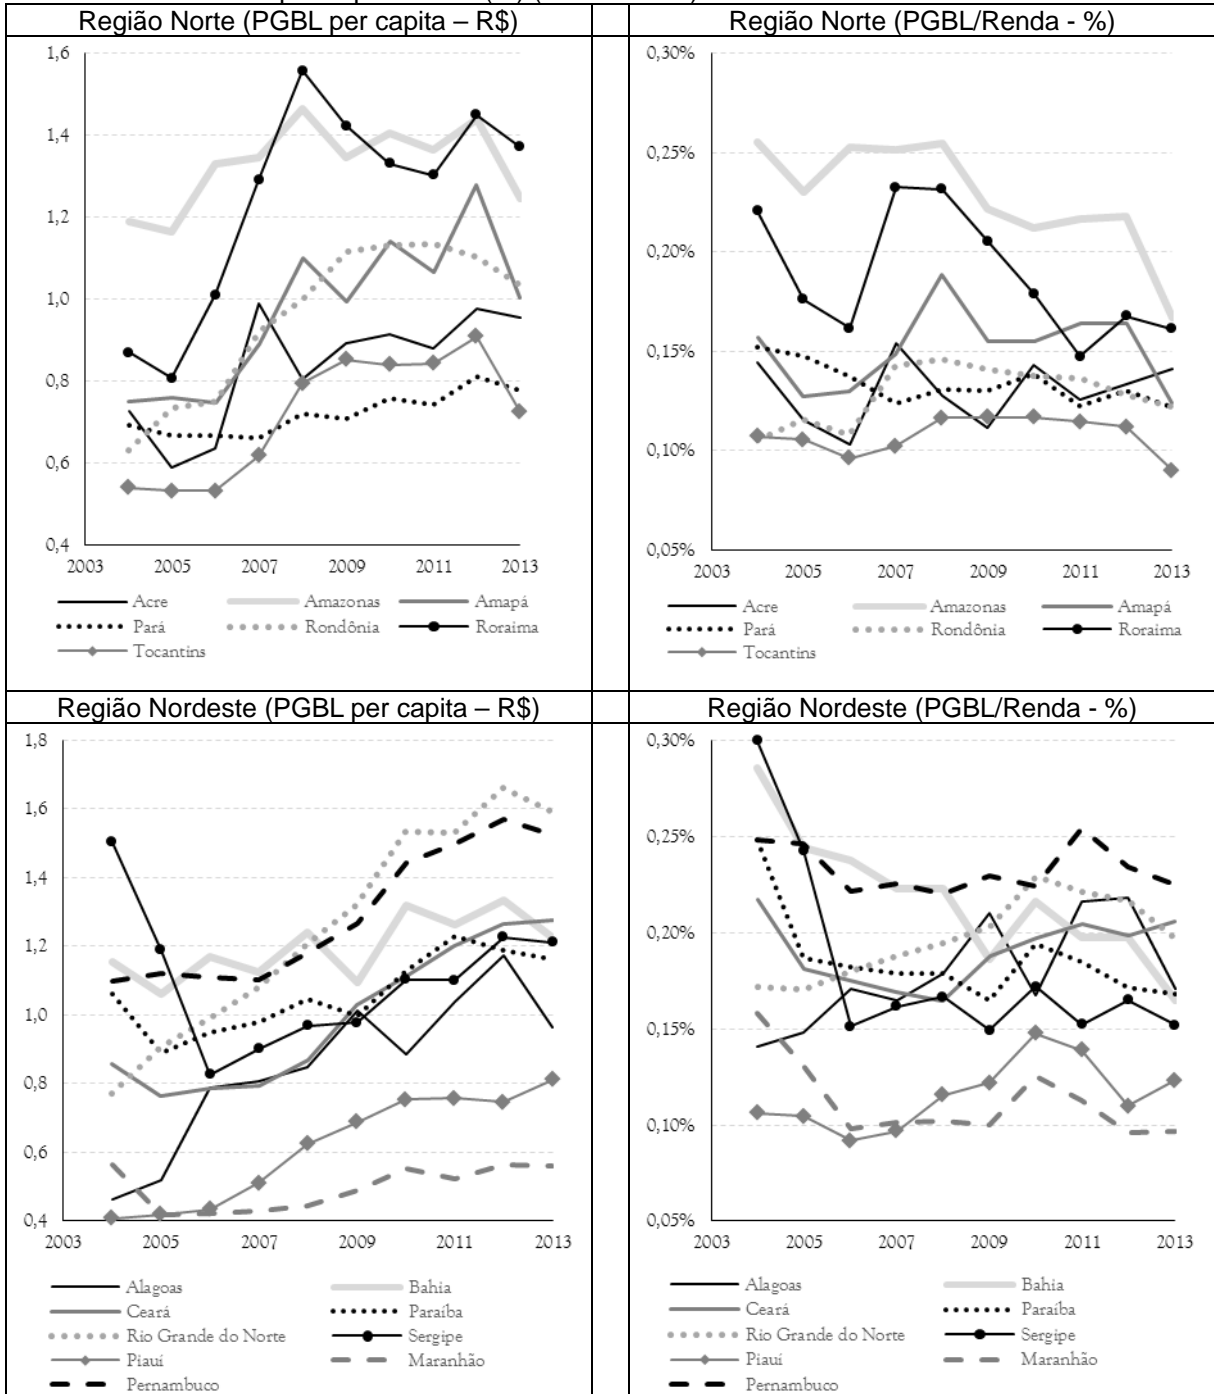 Região Norte (PGBL per capita – R$)
Região Norte (PGBL/Renda - %)
1,6
1,4
1,2
1,0
0,8
0,6
0,4
2003 2005 2007 2009 2011 2013
Acre Amazonas Amapá
Pará Rondônia Roraima
Tocantins
0,30%
0,25%
0,20%
0,15%
0,10%
0,05%
2003 2005 2007 2009 2011 2013
Acre Amazonas Amapá
Pará Rondônia Roraima
Tocantins
Região Nordeste (PGBL per capita – R$)
Região Nordeste (PGBL/Renda - %)
1,8
1,6
1,4
1,2
1,0
0,8
0,6
0,4
2003 2005 2007 2009 2011 2013
Alagoas Bahia
Ceará Paraíba
Rio Grande do Norte Sergipe
Piauí Maranhão
Pernambuco
0,30%
0,25%
0,20%
0,15%
0,10%
0,05%
2003 2005 2007 2009 2011 2013
Alagoas Bahia
Ceará Paraíba
Rio Grande do Norte Sergipe
Piauí Maranhão
Pernambuco